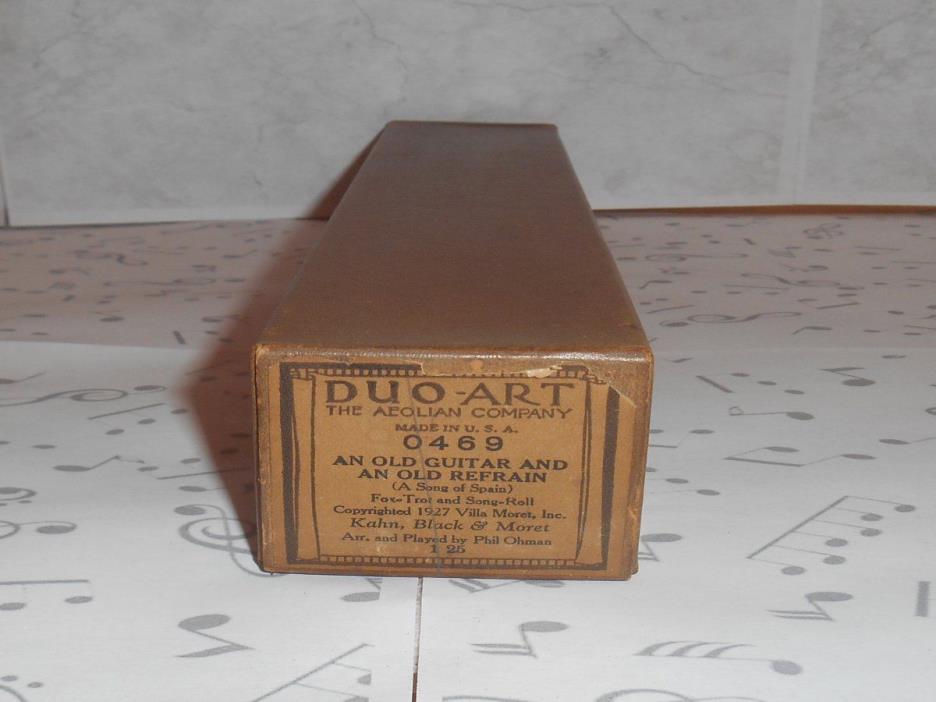 DUO-ART
THE AEOLIAN COMPANY
MADE IN U. S. A.
0469
AN OLD GUITAR AND
AN OLD REFRAIN
(A Song of Spain)
Fox-Trot and Song-Roll
Copyrighted 1927 Villa Moret, Inc.
Kahn, Black & Moret
Arr. and Played by Phil Ohman
1 25